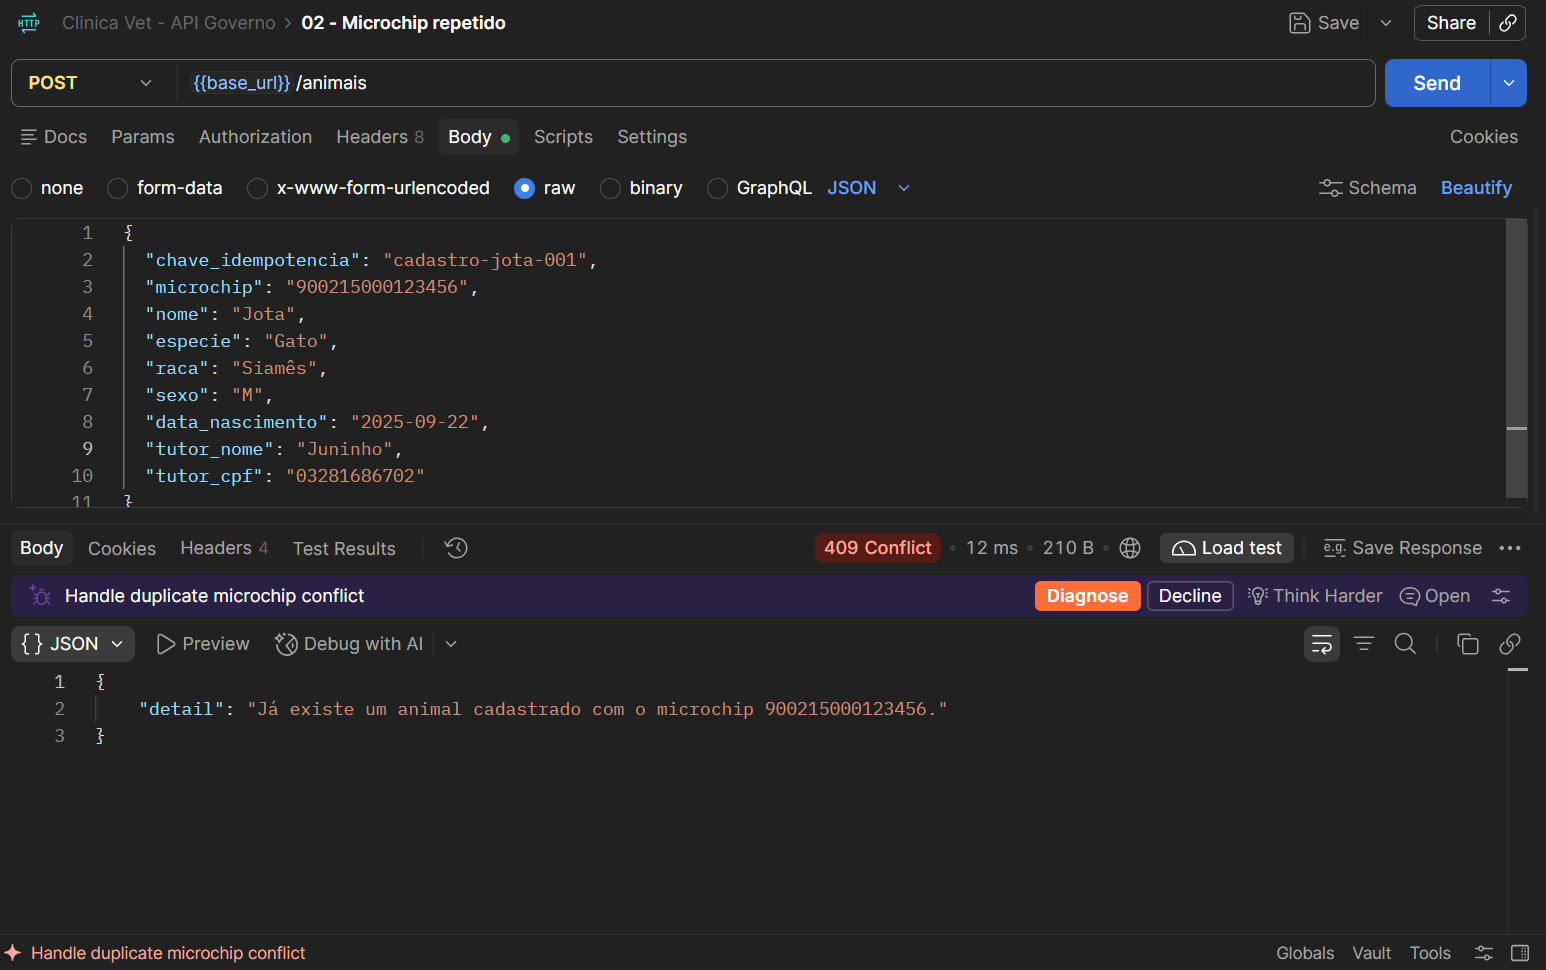 HTTP Clinica Vet - API Governo > 02 - Microchip repetido Save Share
POST {{base_url}} /animais Send
Docs Params Authorization Headers 8 Body Scripts Settings Cookies
none form-data x-www-form-urlencoded raw binary GraphQL JSON Schema Beautify
1 {
2 "chave_idempotencia": "cadastro-jota-001",
3 "microchip": "900215000123456",
4 "nome": "Jota",
5 "especie": "Gato",
6 "raca": "Siamês",
7 "sexo": "M",
8 "data_nascimento": "2025-09-22",
9 "tutor_nome": "Juninho",
10 "tutor_cpf": "03281686702"
11 }
Body Cookies Headers 4 Test Results 409 Conflict • 12 ms • 210 B • Load test e.g. Save Response
Handle duplicate microchip conflict Diagnose Decline Think Harder Open
{} JSON Preview Debug with AI
1 {
2 "detail": "Já existe um animal cadastrado com o microchip 900215000123456."
3 }
Handle duplicate microchip conflict Globals Vault Tools